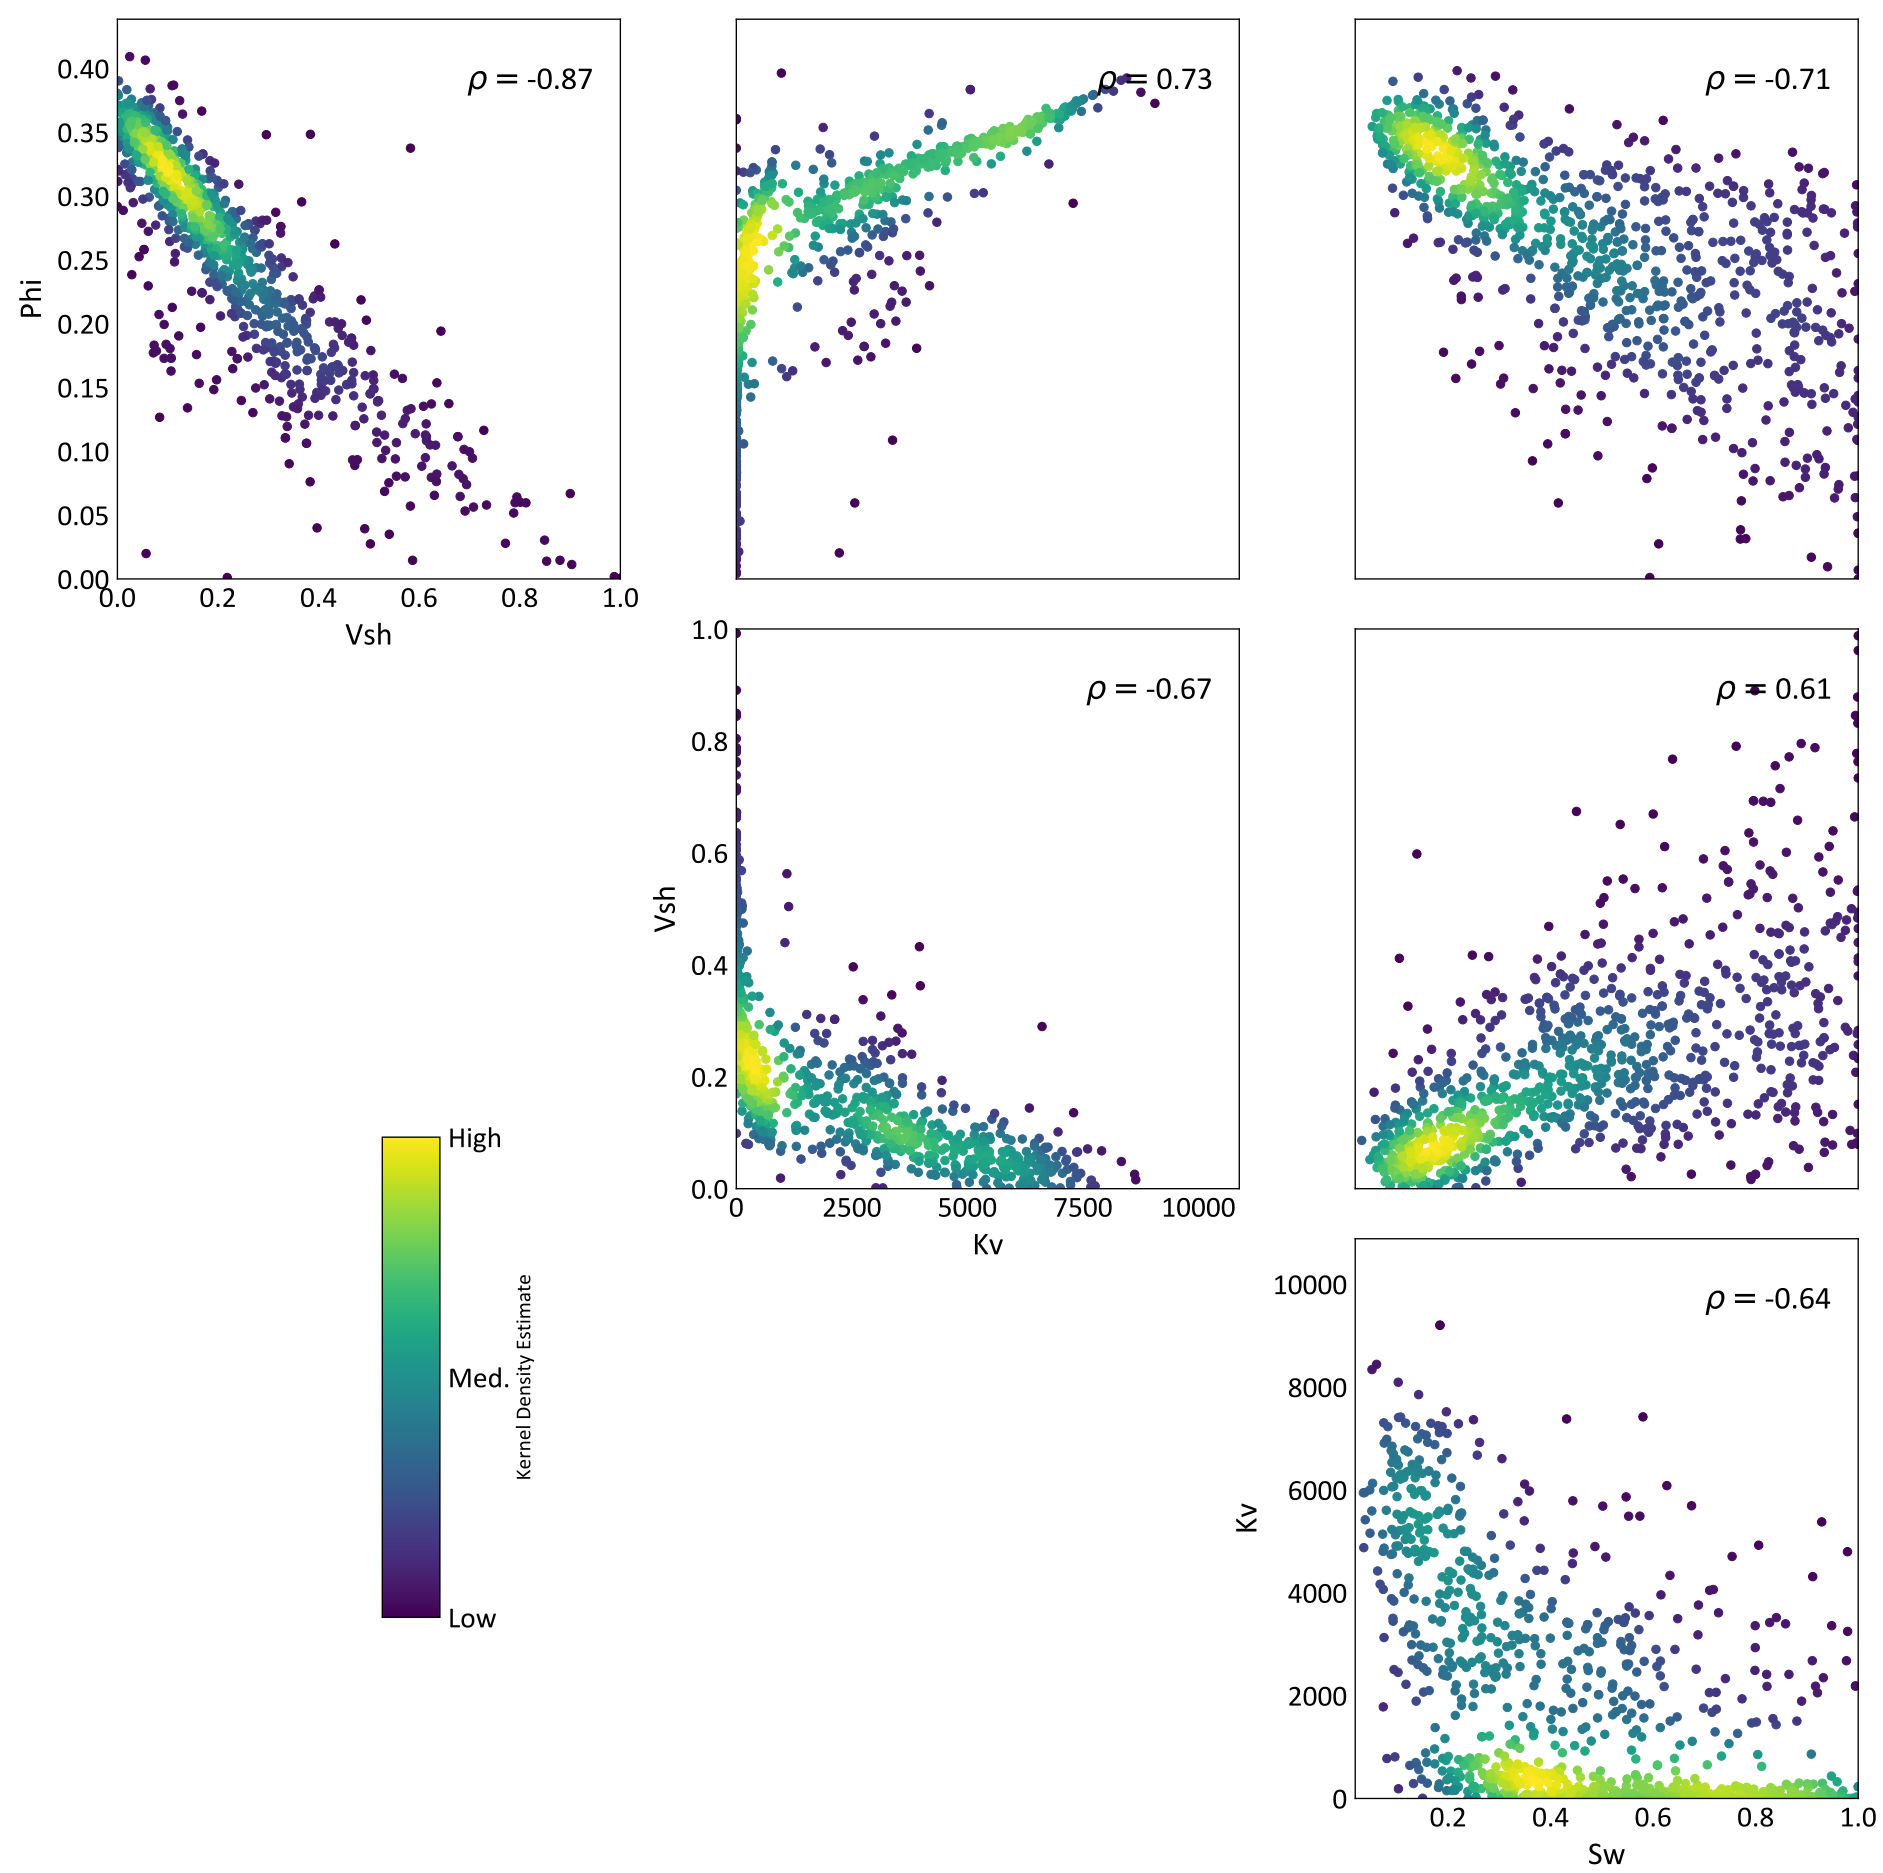 ρ = -0.87
ρ = 0.73
ρ = -0.71
0.40
0.35
0.30
0.25
0.20
0.15
0.10
0.05
0.00
Phi
0.0 0.2 0.4 0.6 0.8 1.0
Vsh
ρ = -0.67
ρ = 0.61
1.0
0.8
0.6
0.4
0.2
0.0
Vsh
0 2500 5000 7500 10000
Kv
High
Med.
Low
Kernel Density Estimate
ρ = -0.64
10000
8000
6000
4000
2000
0
Kv
0.2 0.4 0.6 0.8 1.0
Sw